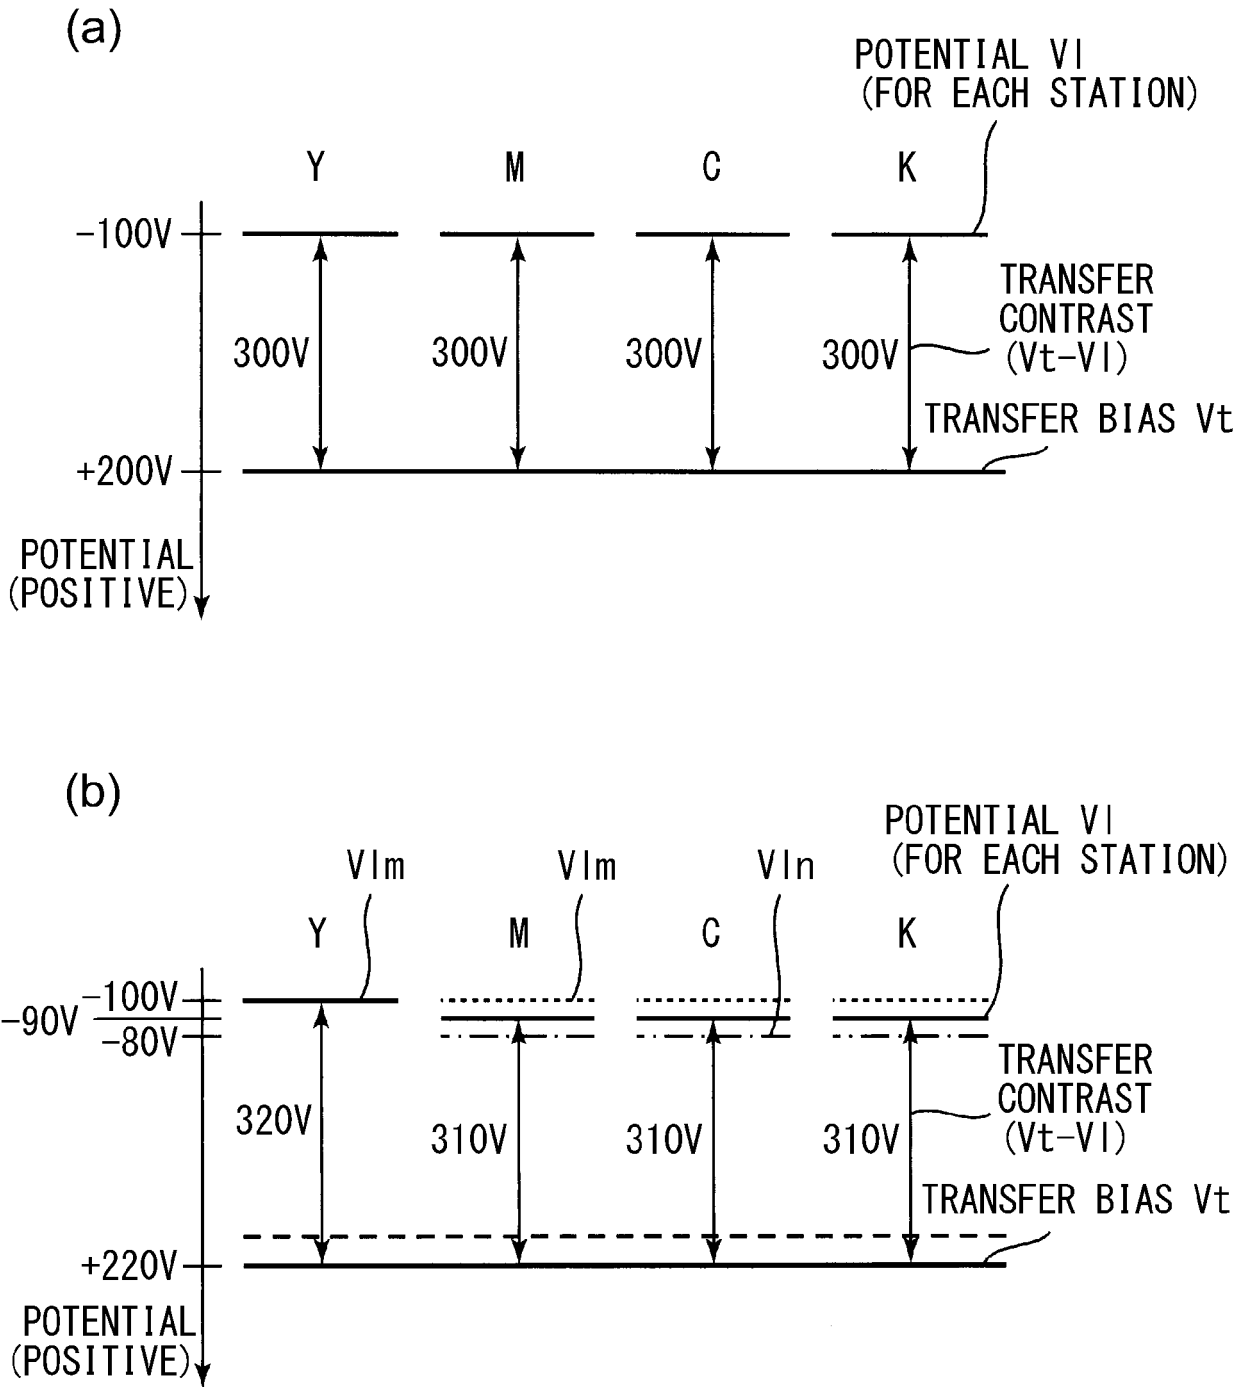 (a)
POTENTIAL Vl
(FOR EACH STATION)
Y M C K
-100V
TRANSFER
CONTRAST
(Vt-Vl)
300V 300V 300V 300V
TRANSFER BIAS Vt
+200V
POTENTIAL
(POSITIVE)
(b)
POTENTIAL Vl
(FOR EACH STATION)
Vlm Vlm Vln
Y M C K
-100V
-90V
-80V
TRANSFER
CONTRAST
(Vt-Vl)
320V 310V 310V 310V
TRANSFER BIAS Vt
+220V
POTENTIAL
(POSITIVE)